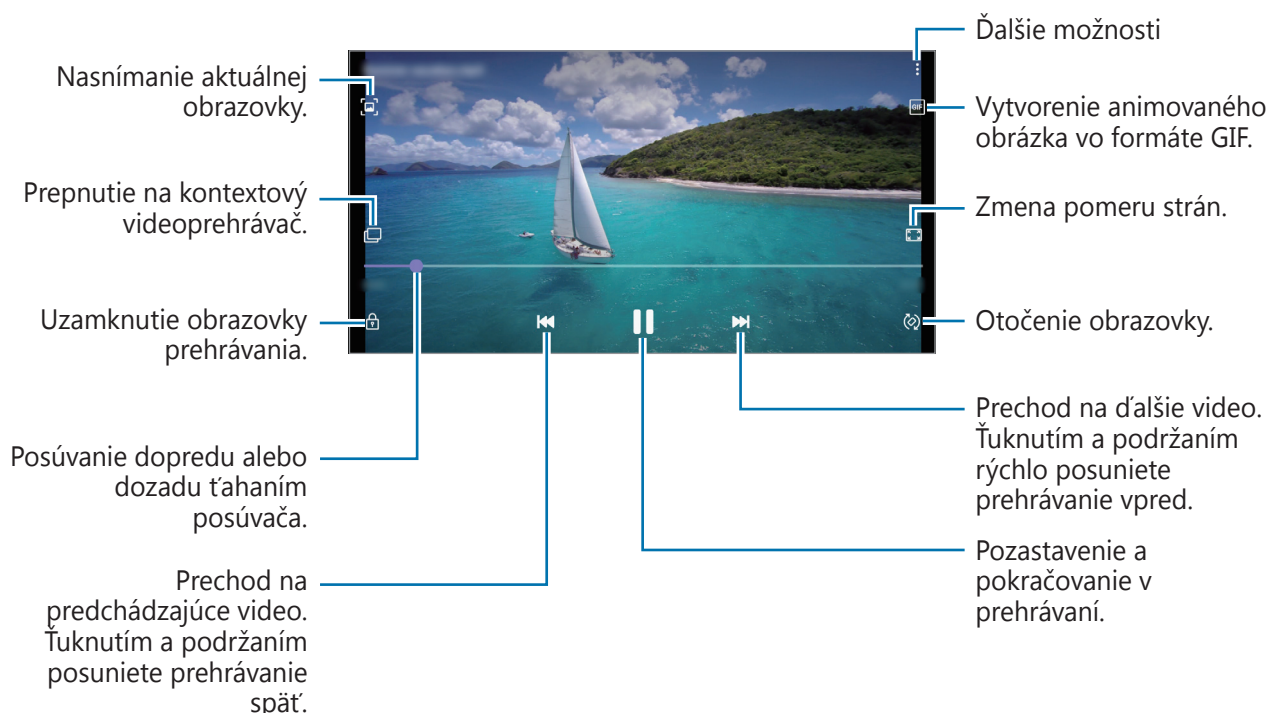 Nasnímanie aktuálnej
obrazovky.
Prepnutie na kontextový
videoprehrávač.
Uzamknutie obrazovky
prehrávania.
Posúvanie dopredu alebo
dozadu ťahaním
posúvača.
Prechod na
predchádzajúce video.
Ťuknutím a podržaním
posuniete prehrávanie
späť.
Ďalšie možnosti
GIF
Vytvorenie animovaného
obrázka vo formáte GIF.
Zmena pomeru strán.
Otočenie obrazovky.
Prechod na ďalšie video.
Ťuknutím a podržaním
rýchlo posuniete
prehrávanie vpred.
Pozastavenie a
pokračovanie v
prehrávaní.